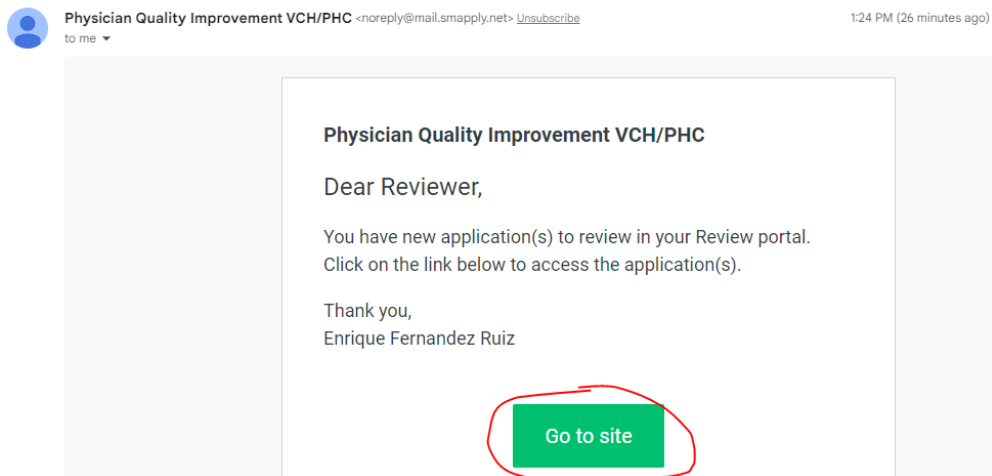 Physician Quality Improvement VCH/PHC <noreply@mail.smapply.net> Unsubscribe 1:24 PM (26 minutes ago)
to me
Physician Quality Improvement VCH/PHC
Dear Reviewer,
You have new application(s) to review in your Review portal.
Click on the link below to access the application(s).
Thank you,
Enrique Fernandez Ruiz
Go to site